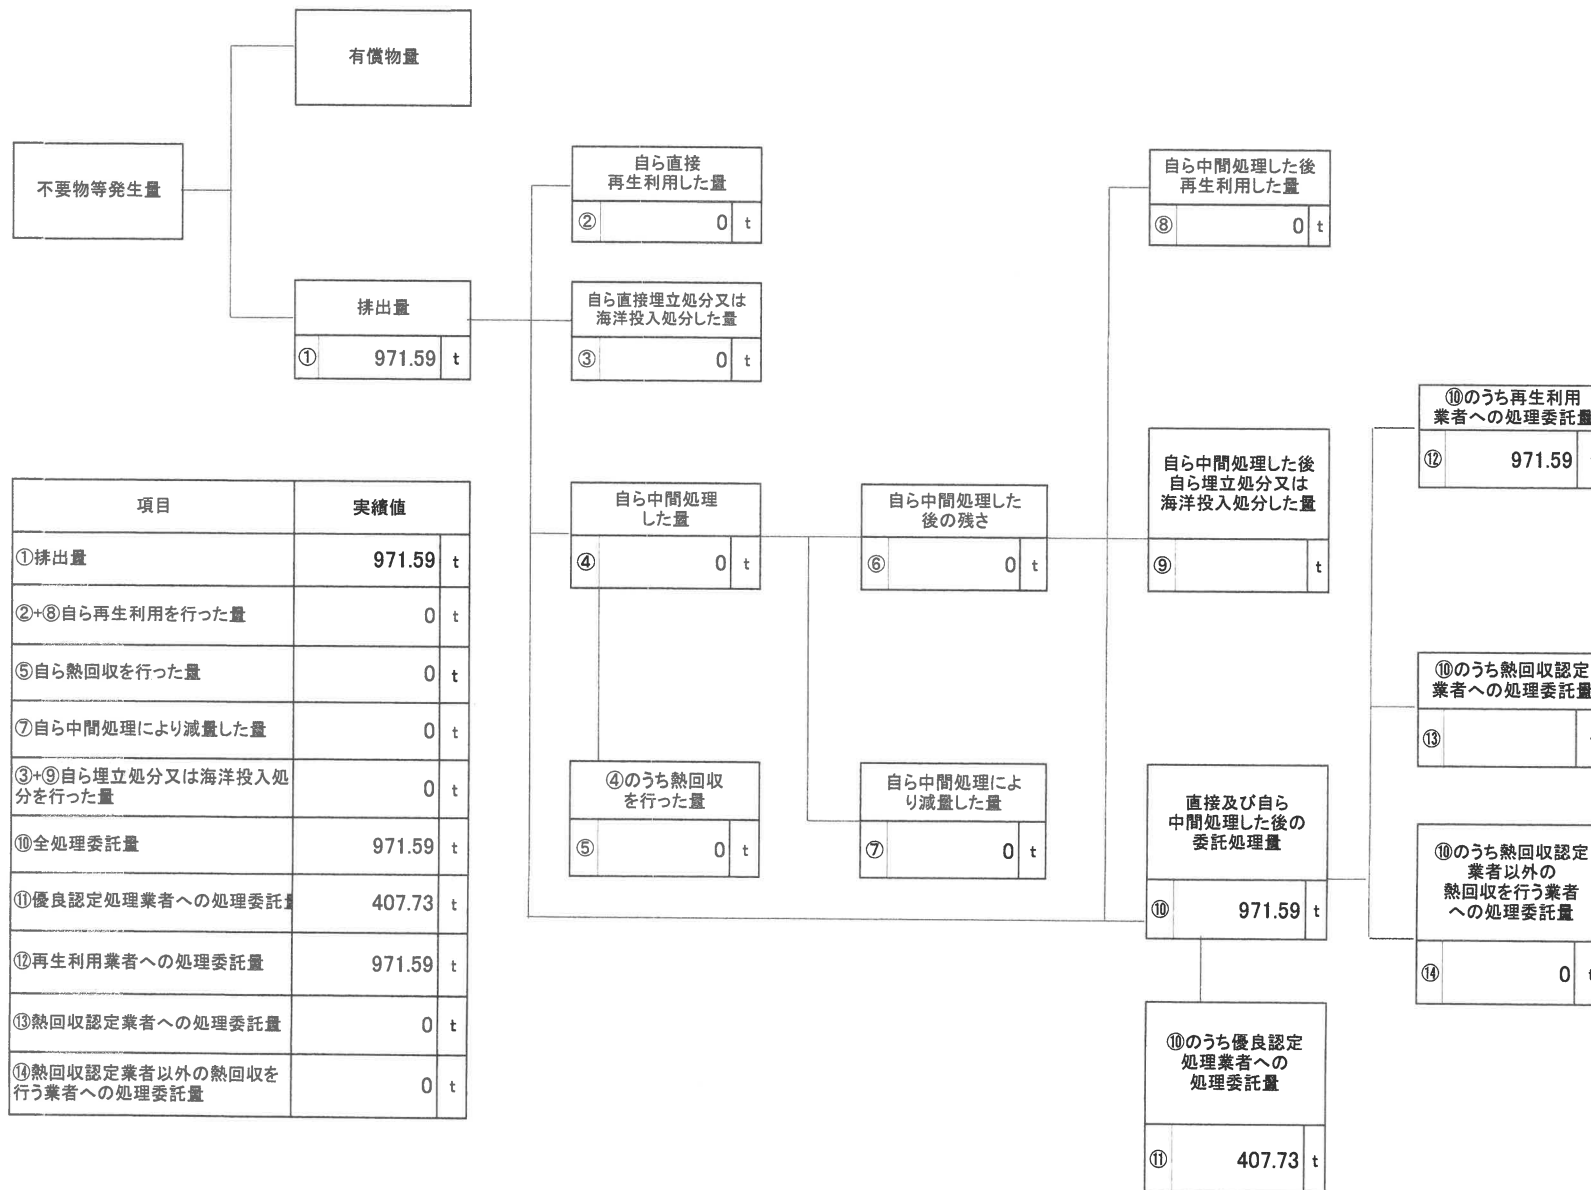 有償物量
不要物等発生量
排出量
① 971.59 t
自ら直接
再生利用した量
② 0 t
自ら直接埋立処分又は
海洋投入処分した量
③ 0 t
自ら中間処理
した量
④ 0 t
④のうち熱回収
を行った量
⑤ 0 t
自ら中間処理した
後の残さ
⑥ 0 t
自ら中間処理によ
り減量した量
⑦ 0 t
自ら中間処理した後
再生利用した量
⑧ 0 t
自ら中間処理した後
自ら埋立処分又は
海洋投入処分した量
⑨ t
直接及び自ら
中間処理した後の
委託処理量
⑩ 971.59 t
⑩のうち優良認定
処理業者への
処理委託量
⑪ 407.73 t
⑩のうち再生利用
業者への処理委託量
⑫ 971.59
⑩のうち熱回収認定
業者への処理委託量
⑬
⑩のうち熱回収認定
業者以外の
熱回収を行う業者
への処理委託量
⑭ 0 t
項目 実績値
①排出量 971.59 t
②+⑧自ら再生利用を行った量 0 t
⑤自ら熱回収を行った量 0 t
⑦自ら中間処理により減量した量 0 t
③+⑨自ら埋立処分又は海洋投入処
分を行った量 0 t
⑩全処理委託量 971.59 t
⑪優良認定処理業者への処理委託量 407.73 t
⑫再生利用業者への処理委託量 971.59 t
⑬熱回収認定業者への処理委託量 0 t
⑭熱回収認定業者以外の熱回収を
行う業者への処理委託量 0 t